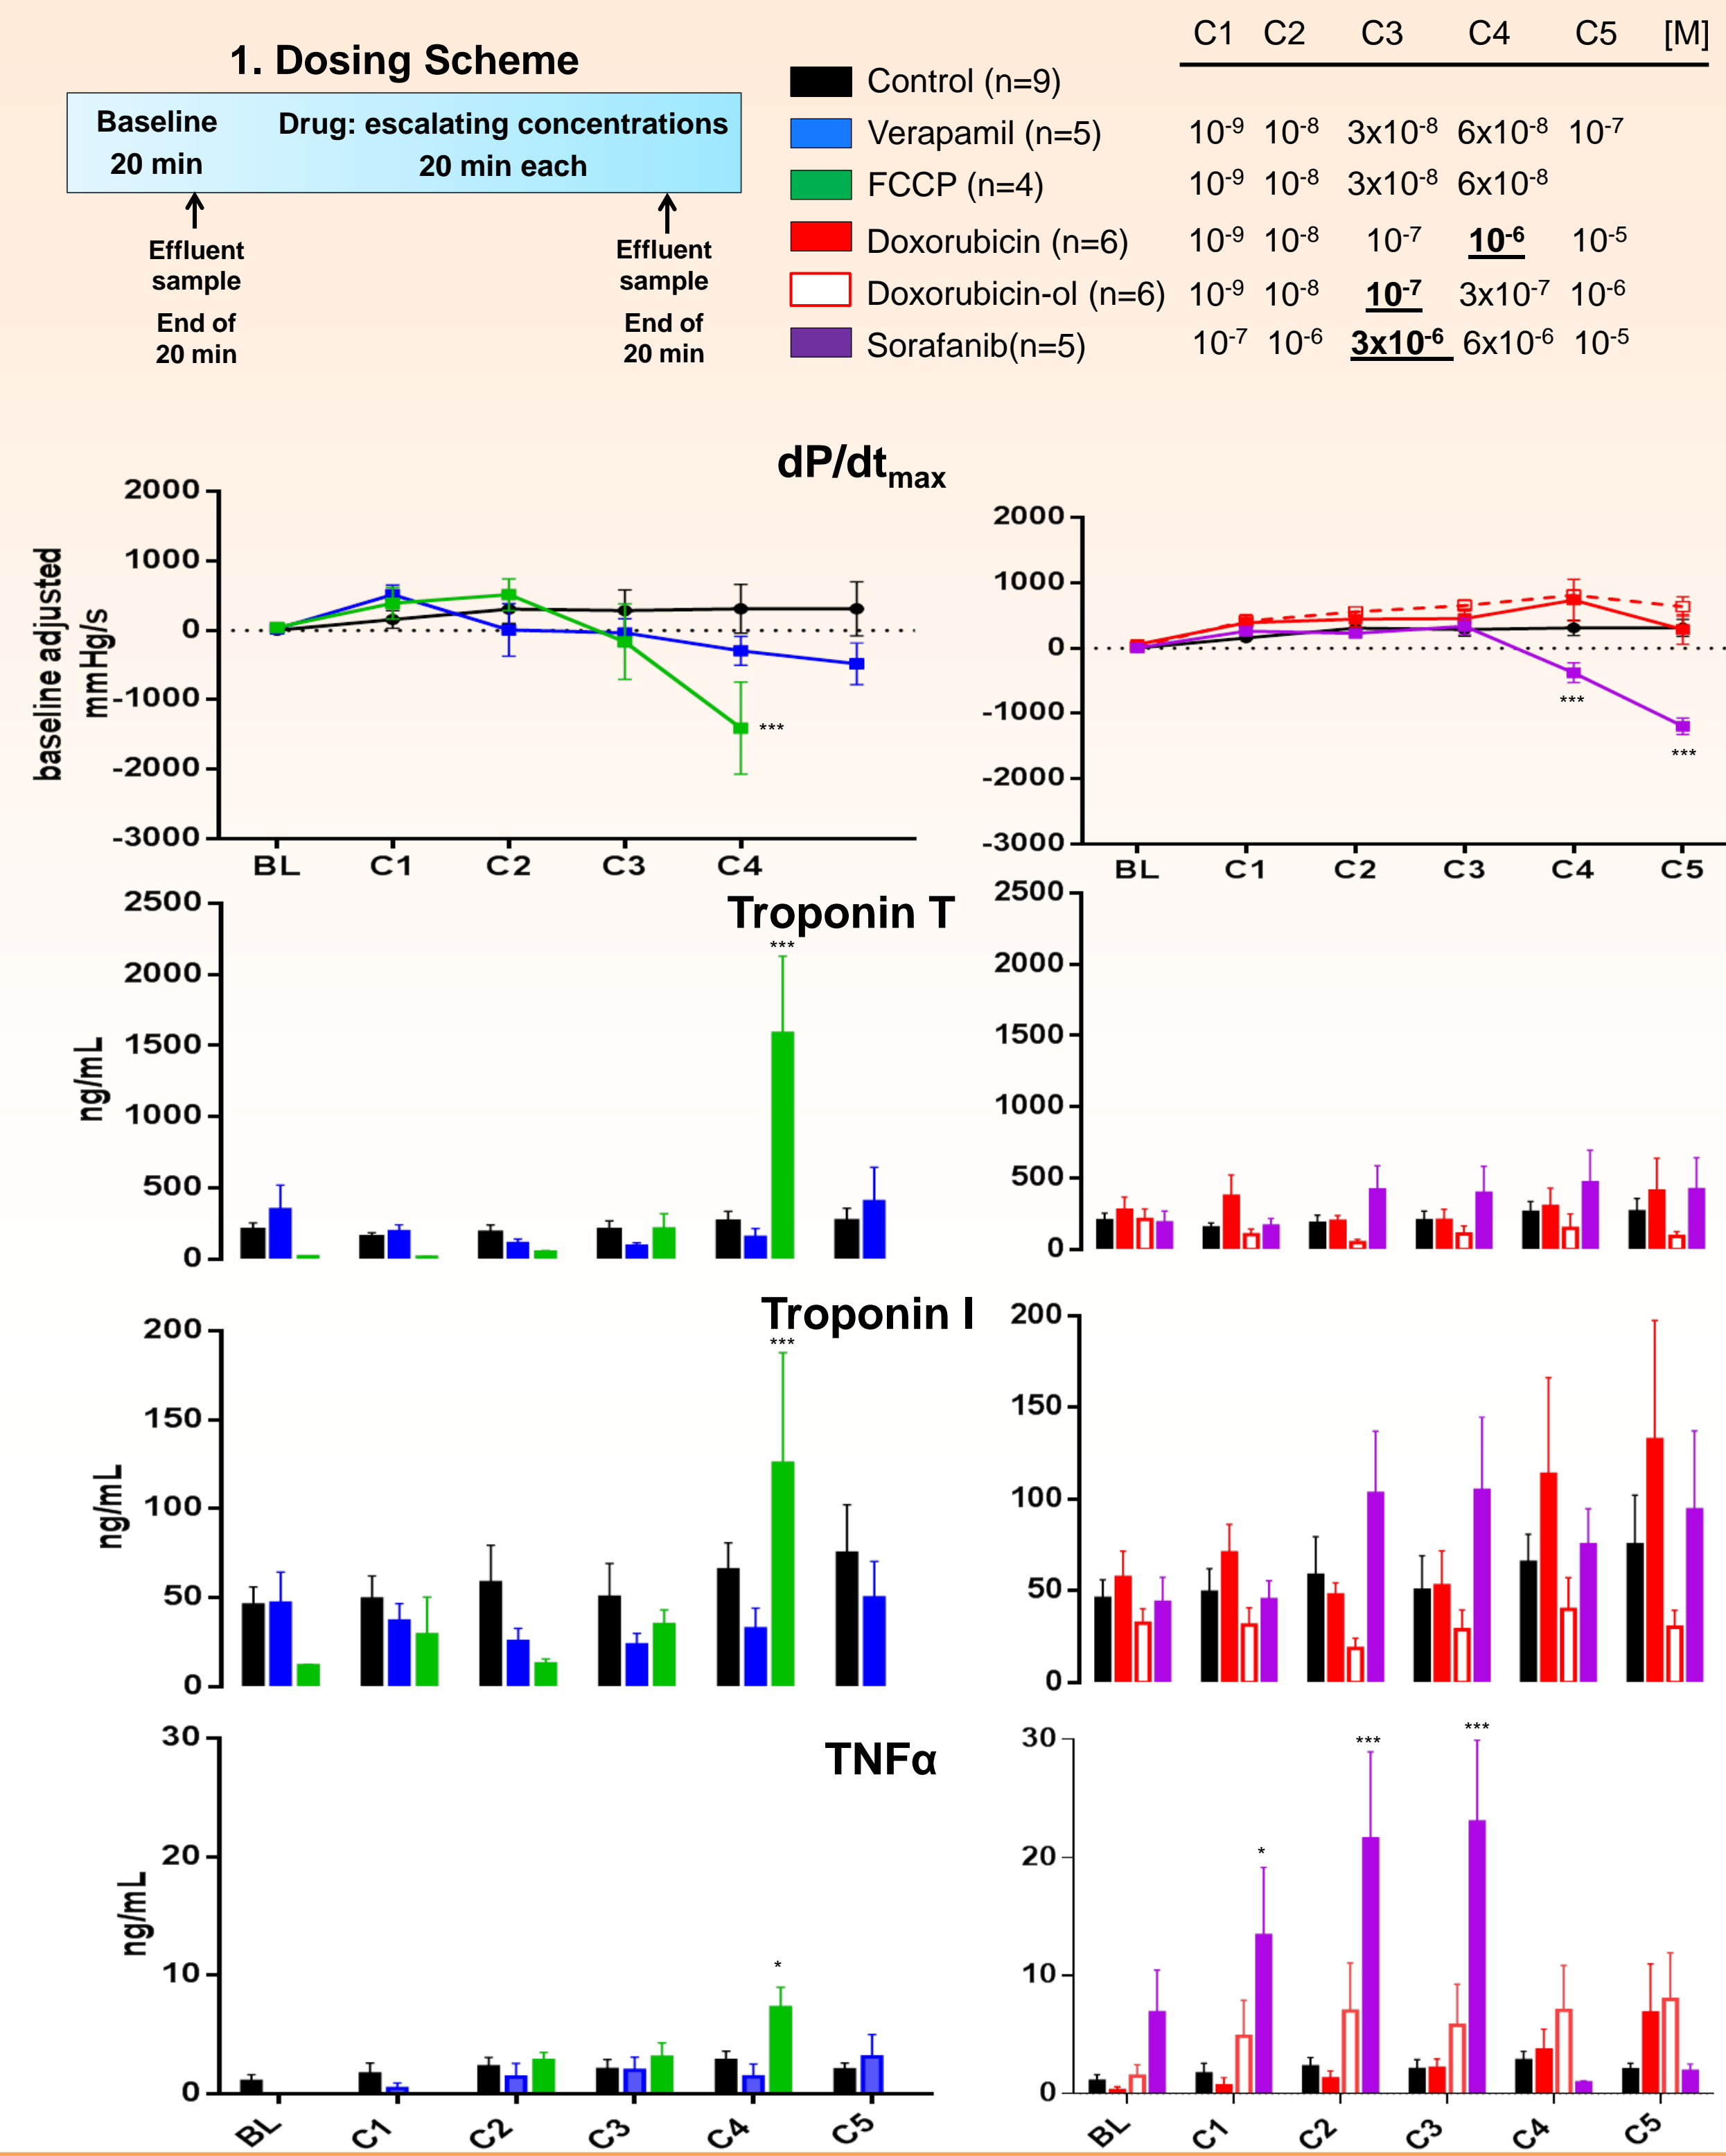 1. Dosing Scheme
Baseline
20 min
Drug: escalating concentrations
20 min each
Effluent
sample
End of
20 min
Effluent
sample
End of
20 min
C1 C2 C3 C4 C5 [M]
Control (n=9)
Verapamil (n=5) 10⁻⁹ 10⁻⁸ 3x10⁻⁸ 6x10⁻⁸ 10⁻⁷
FCCP (n=4) 10⁻⁹ 10⁻⁸ 3x10⁻⁸ 6x10⁻⁸
Doxorubicin (n=6) 10⁻⁹ 10⁻⁸ 10⁻⁷ 10⁻⁶ 10⁻⁵
Doxorubicin-ol (n=6) 10⁻⁹ 10⁻⁸ 10⁻⁷ 3x10⁻⁷ 10⁻⁶
Sorafanib(n=5) 10⁻⁷ 10⁻⁶ 3x10⁻⁶ 6x10⁻⁶ 10⁻⁵
dP/dtmax
baseline adjusted
mmHg/s
2000
1000
0
-1000
-2000
-3000
***
BL C1 C2 C3 C4
2000
1000
0
-1000
-2000
-3000
***
***
BL C1 C2 C3 C4 C5
Troponin T
ng/mL
2500
2000
1500
1000
500
0
***
2500
2000
1500
1000
500
0
Troponin I
ng/mL
200
150
100
50
0
***
200
150
100
50
0
TNFα
ng/mL
30
20
10
0
*
BL C1 C2 C3 C4 C5
30
20
10
0
*
***
***
BL C1 C2 C3 C4 C5